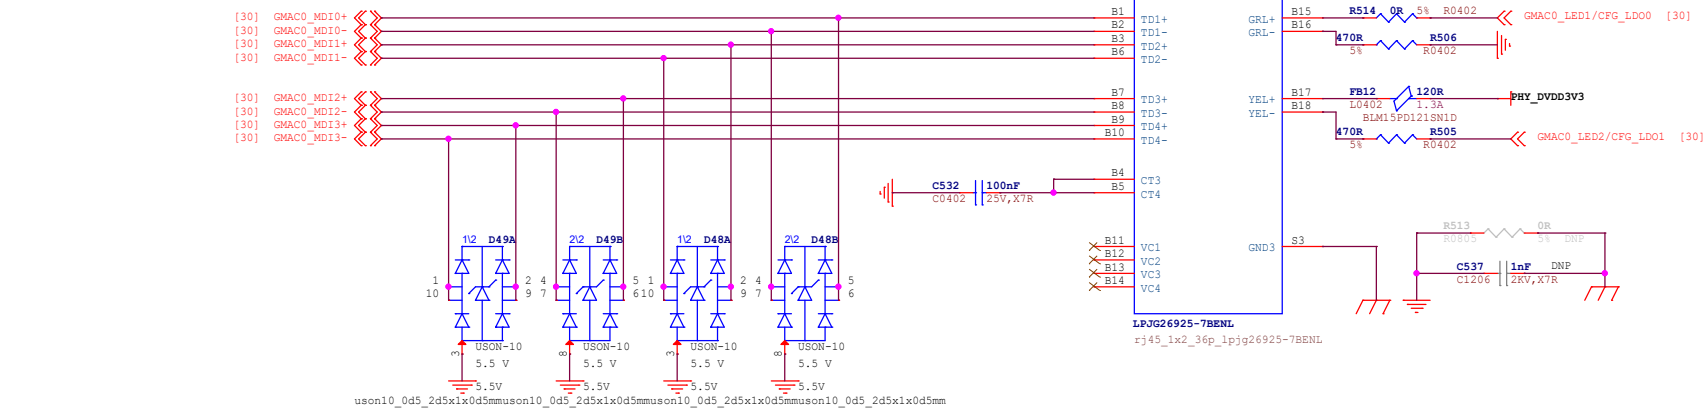 [30] GMAC0_MDI0+ B1 TD1+ GRL+ B15 R514 0R 5% R0402 GMAC0_LED1/CFG_LDO0 [30]
[30] GMAC0_MDI0- B2 TD1- GRL- B16
[30] GMAC0_MDI1+ B3 TD2+ 470R R506
[30] GMAC0_MDI1- B6 TD2- 5% R0402
[30] GMAC0_MDI2+ B7 TD3+ YEL+ B17 FB12 120R PHY_DVDD3V3
[30] GMAC0_MDI2- B8 TD3- YEL- B18 L0402 1.3A
BLM15PD121SN1D
[30] GMAC0_MDI3+ B9 TD4+ 470R R505 GMAC0_LED2/CFG_LDO1 [30]
[30] GMAC0_MDI3- B10 TD4- 5% R0402
B4 CT3
C532 100nF B5 CT4
C0402 25V,X7R
R513 0R
R0805 5% DNP
1\2 D49A 2\2 D49B 1\2 D48A 2\2 D48B B11 VC1 GND3 S3
B12 VC2
B13 VC3 C537 1nF DNP
B14 VC4 C1206 2KV,X7R
1 2 4 5 1 2 4 5
10 9 7 6 10 9 7 6
LPJG26925-7BENL
rj45_1x2_36p_lpjg26925-7BENL
3 USON-10 8 USON-10 3 USON-10 8 USON-10
5.5 V 5.5 V 5.5 V 5.5 V
5.5V 5.5V 5.5V 5.5V
uson10_0d5_2d5x1x0d5mmuson10_0d5_2d5x1x0d5mmuson10_0d5_2d5x1x0d5mmuson10_0d5_2d5x1x0d5mm